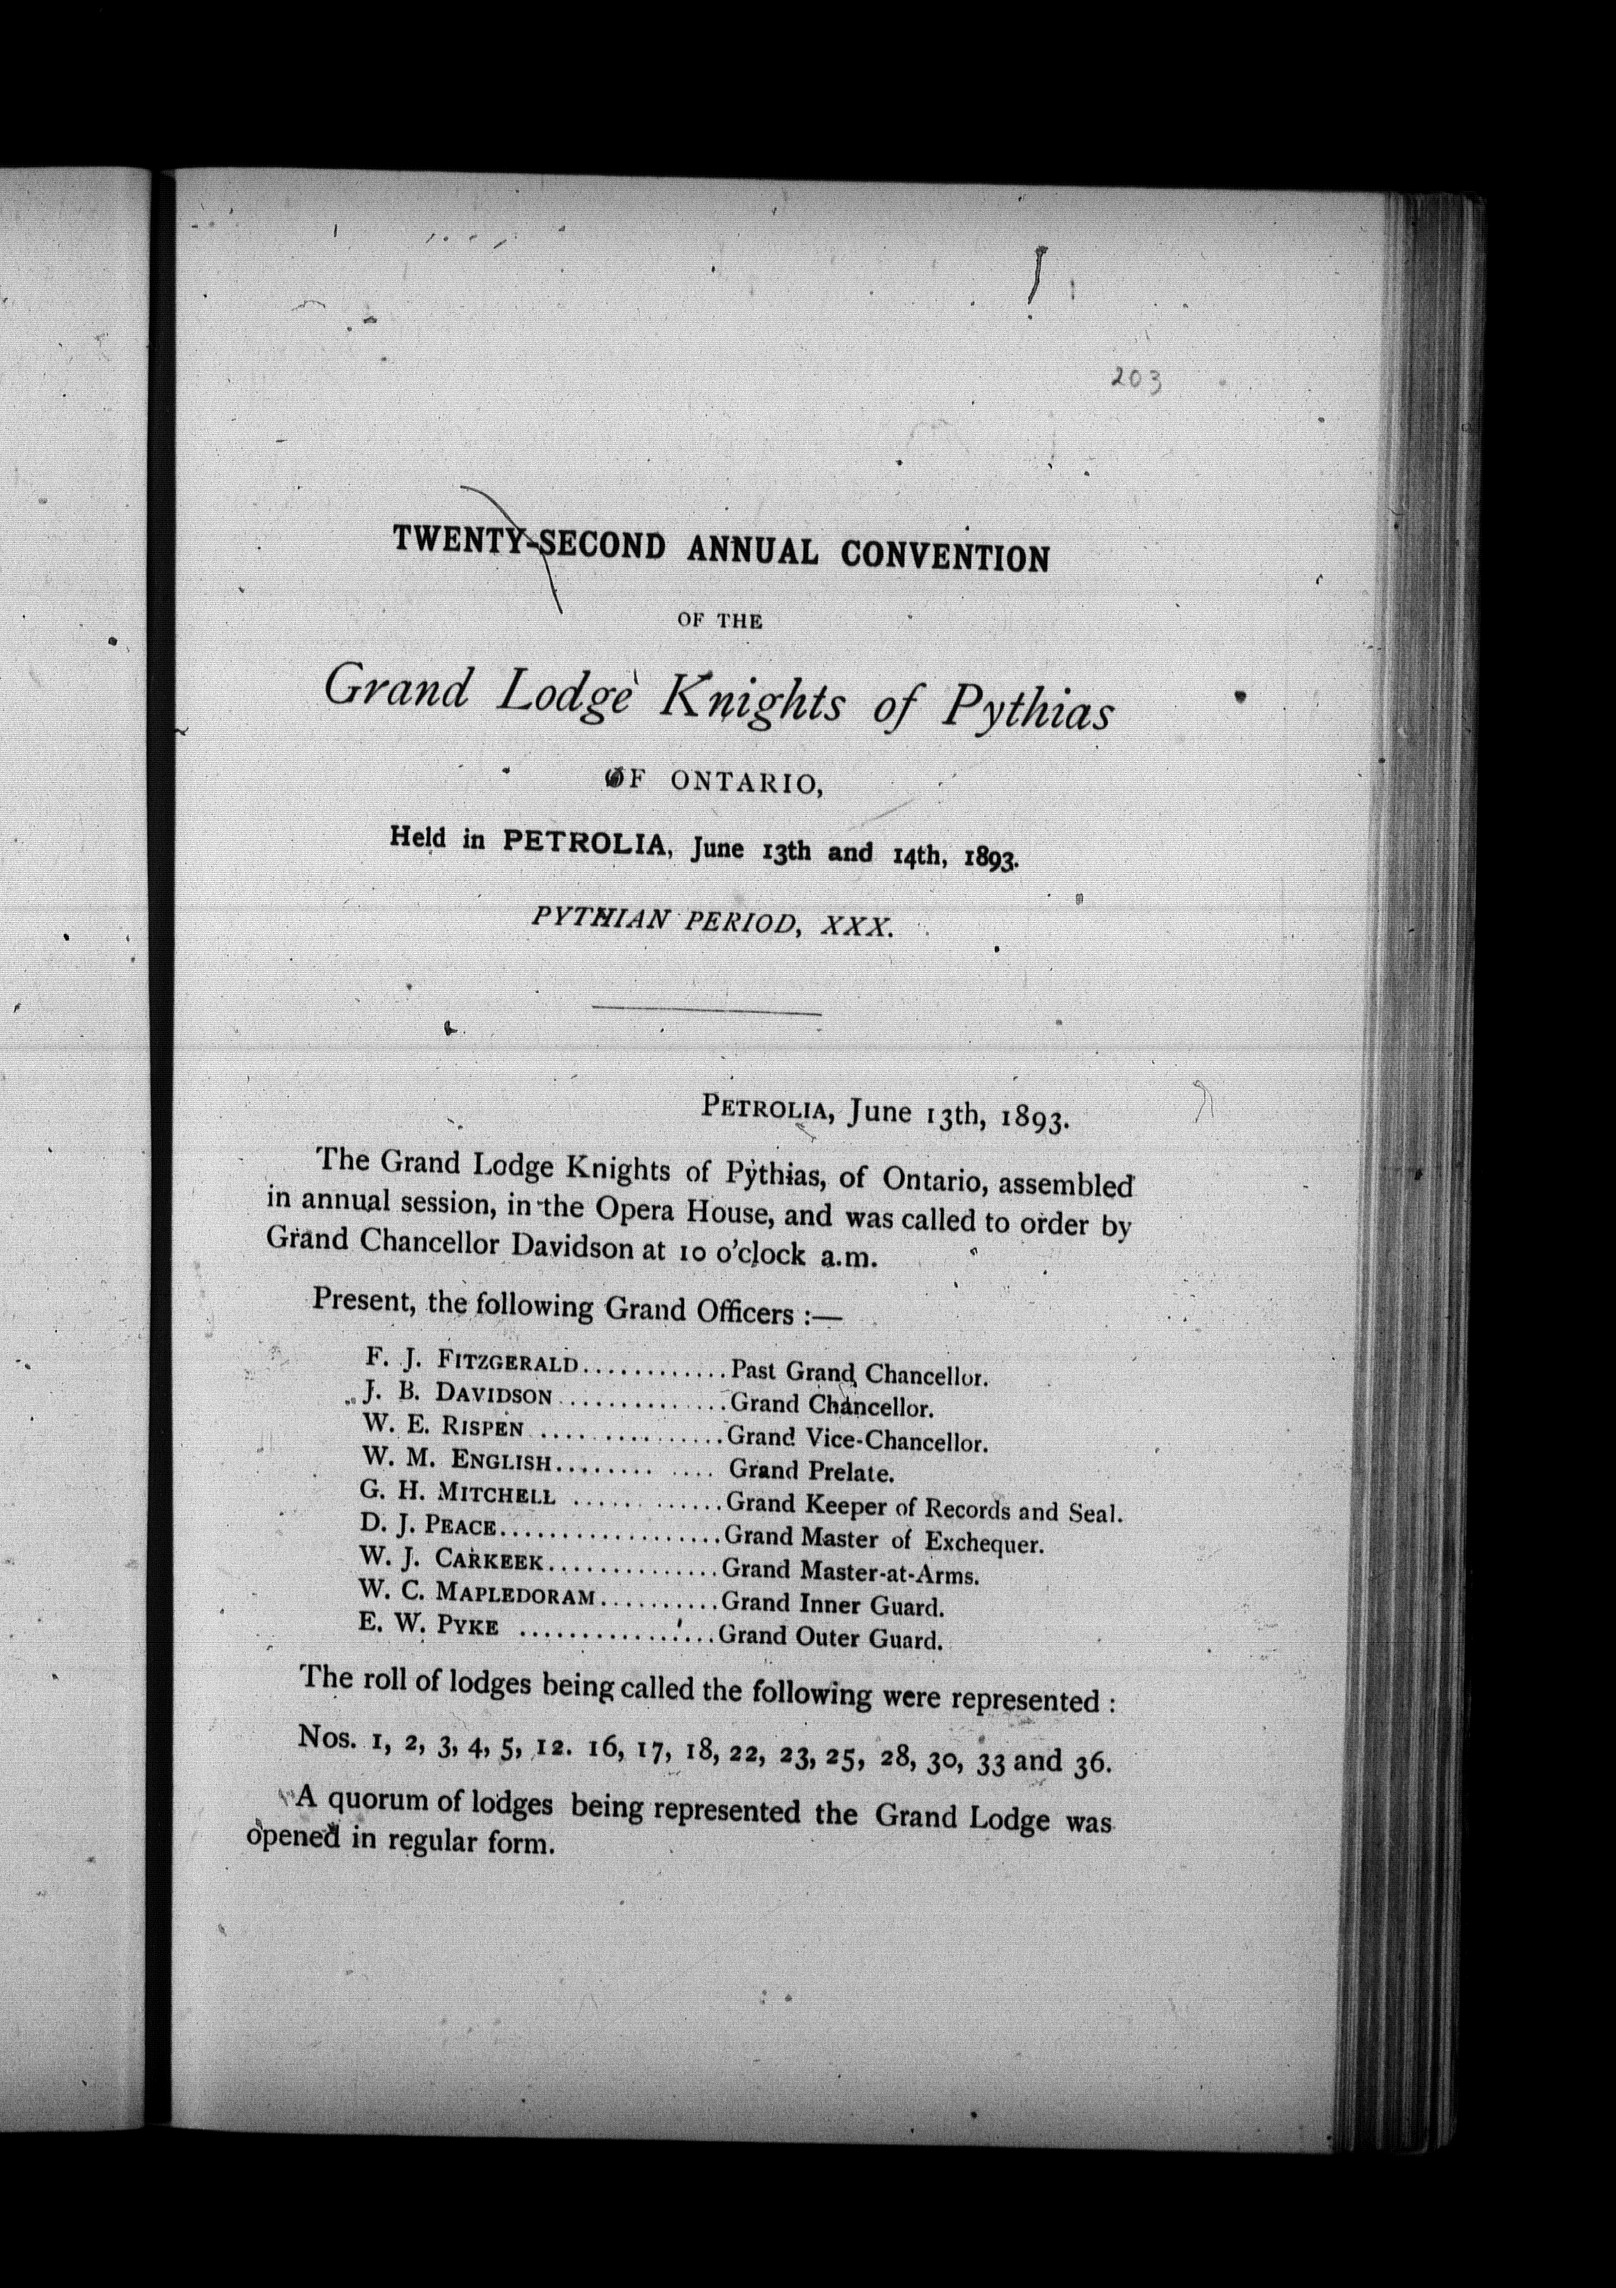 203
TWENTY-SECOND ANNUAL CONVENTION
OF THE
Grand Lodge Knights of Pythias
OF ONTARIO,
Held in PETROLIA, June 13th and 14th, 1893.
PYTHIAN PERIOD, XXX.
PETROLIA, June 13th, 1893.
The Grand Lodge Knights of Pythias, of Ontario, assembled
in annual session, in the Opera House, and was called to order by
Grand Chancellor Davidson at 10 o'clock a.m.
Present, the following Grand Officers :—
F. J. FITZGERALD............Past Grand Chancellor.
J. B. DAVIDSON..............Grand Chancellor.
W. E. RISPEN ...............Grand Vice-Chancellor.
W. M. ENGLISH........ .... Grand Prelate.
G. H. MITCHELL ............Grand Keeper of Records and Seal.
D. J. PEACE..................Grand Master of Exchequer.
W. J. CARKEEK..............Grand Master-at-Arms.
W. C. MAPLEDORAM..........Grand Inner Guard.
E. W. PYKE ................Grand Outer Guard.
The roll of lodges being called the following were represented :
Nos. 1, 2, 3, 4, 5, 12. 16, 17, 18, 22, 23, 25, 28, 30, 33 and 36.
A quorum of lodges being represented the Grand Lodge was
opened in regular form.